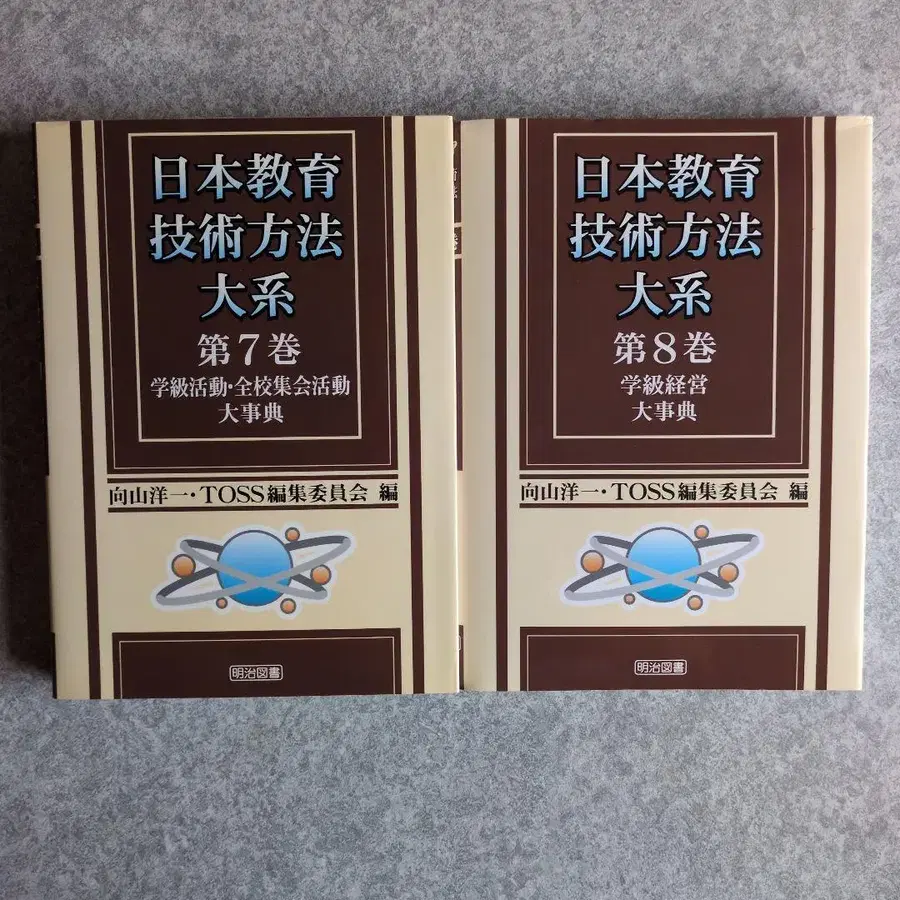 日本教育
技術方法
大系
第7巻
学級活動・全校集会活動
大事典
向山洋一・TOSS編集委員会 編
明治図書
日本教育
技術方法
大系
第8巻
学級経営
大事典
向山洋一・TOSS編集委員会 編
明治図書